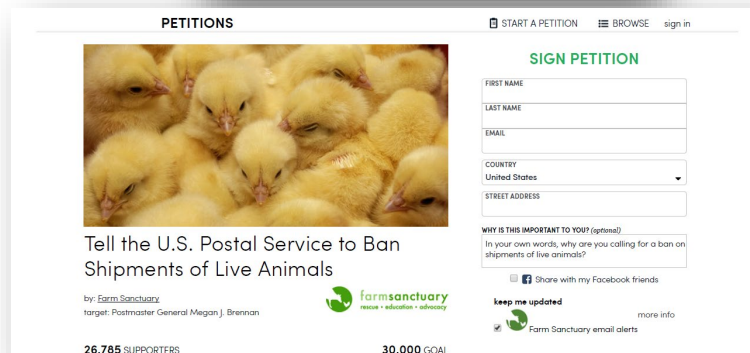 PETITIONS
START A PETITION BROWSE sign in
Tell the U.S. Postal Service to Ban
Shipments of Live Animals
by: Farm Sanctuary
target: Postmaster General Megan J. Brennan
farmsanctuary
rescue • education • advocacy
26,785 SUPPORTERS
30,000 GOAL
SIGN PETITION
FIRST NAME
LAST NAME
EMAIL
COUNTRY
United States
STREET ADDRESS
WHY IS THIS IMPORTANT TO YOU? (optional)
In your own words, why are you calling for a ban on
shipments of live animals?
Share with my Facebook friends
keep me updated
more info
Farm Sanctuary email alerts